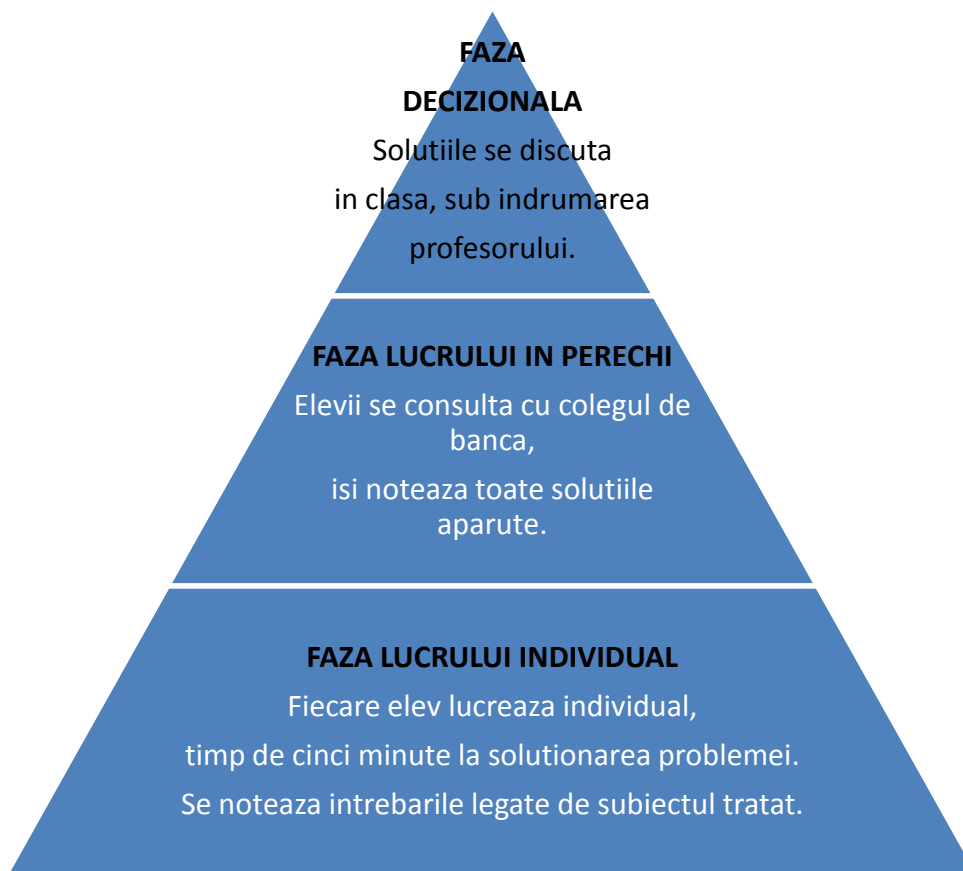 FAZA
DECIZIONALA
Solutiile se discuta
in clasa, sub indrumarea
profesorului.
FAZA LUCRULUI IN PERECHI
Elevii se consulta cu colegul de
banca,
isi noteaza toate solutiile
aparute.
FAZA LUCRULUI INDIVIDUAL
Fiecare elev lucreaza individual,
timp de cinci minute la solutionarea problemei.
Se noteaza intrebarile legate de subiectul tratat.